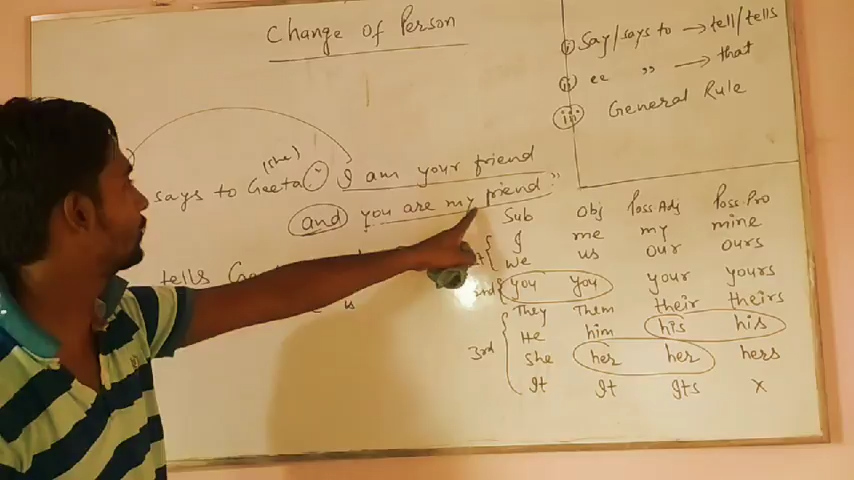 Change of Person
(i) Say/says to → tell/tells
(ii) " " → that
(iii) General Rule
(she)
says to Geeta "I am your friend
and you are my friend."
tells
is
Sub Obj Poss.Adj Poss.Pro
I me my mine
we us our ours
2nd you you your yours
They Them their theirs
He him his his
3rd she her her hers
It It Its X